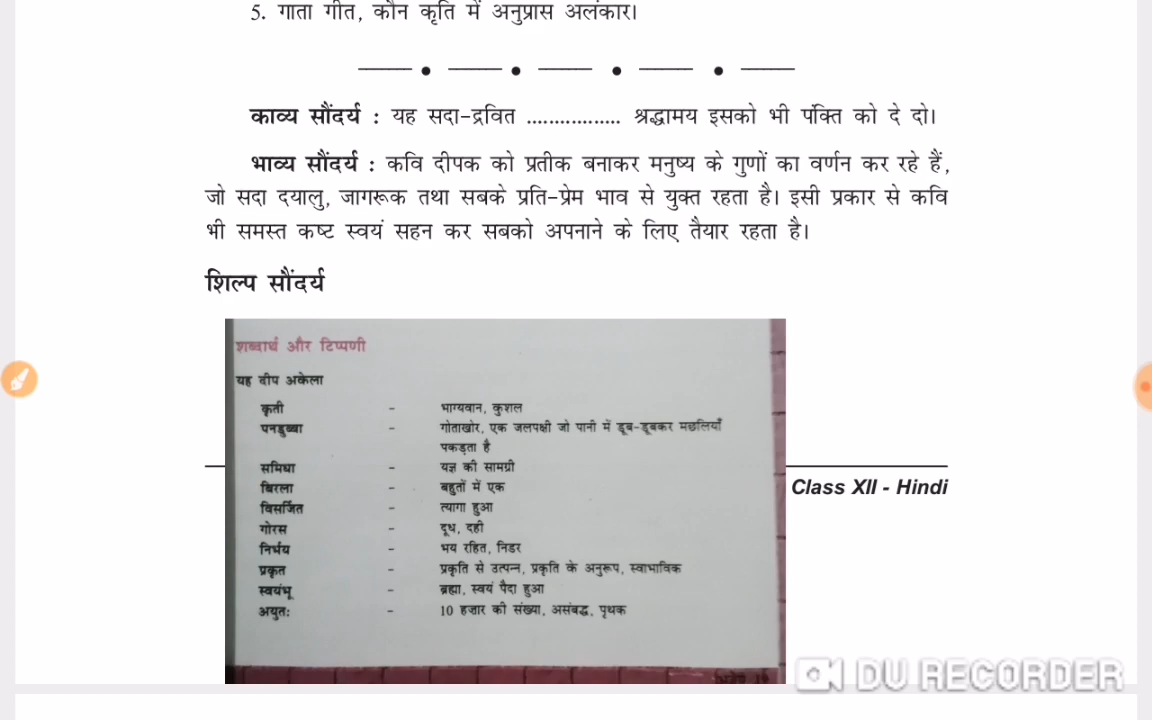 5. गाता गीत, कौन कृति में अनुप्रास अलंकार।
काव्य सौंदर्य : यह सदा-द्रवित ................. श्रद्धामय इसको भी पंक्ति को दे दो।
भाव्य सौंदर्य : कवि दीपक को प्रतीक बनाकर मनुष्य के गुणों का वर्णन कर रहे हैं,
जो सदा दयालु, जागरूक तथा सबके प्रति-प्रेम भाव से युक्त रहता है। इसी प्रकार से कवि
भी समस्त कष्ट स्वयं सहन कर सबको अपनाने के लिए तैयार रहता है।
शिल्प सौंदर्य
शब्दार्थ और टिप्पणी
यह दीप अकेला
कृती - भाग्यवान, कुशल
पनडुब्बा - गोताखोर, एक जलपक्षी जो पानी में डूब-डूबकर मछलियाँ
पकड़ता है
समिधा - यज्ञ की सामग्री
बिरला - बहुतों में एक
Class XII - Hindi
विसर्जित - त्यागा हुआ
गोरस - दूध, दही
निर्भय - भय रहित, निडर
प्रकृत - प्रकृति से उत्पन्न, प्रकृति के अनुरूप, स्वाभाविक
स्वयंभू - ब्रह्मा, स्वयं पैदा हुआ
अयुतः - 10 हज़ार की संख्या, असंबद्ध, पृथक
DU RECORDER